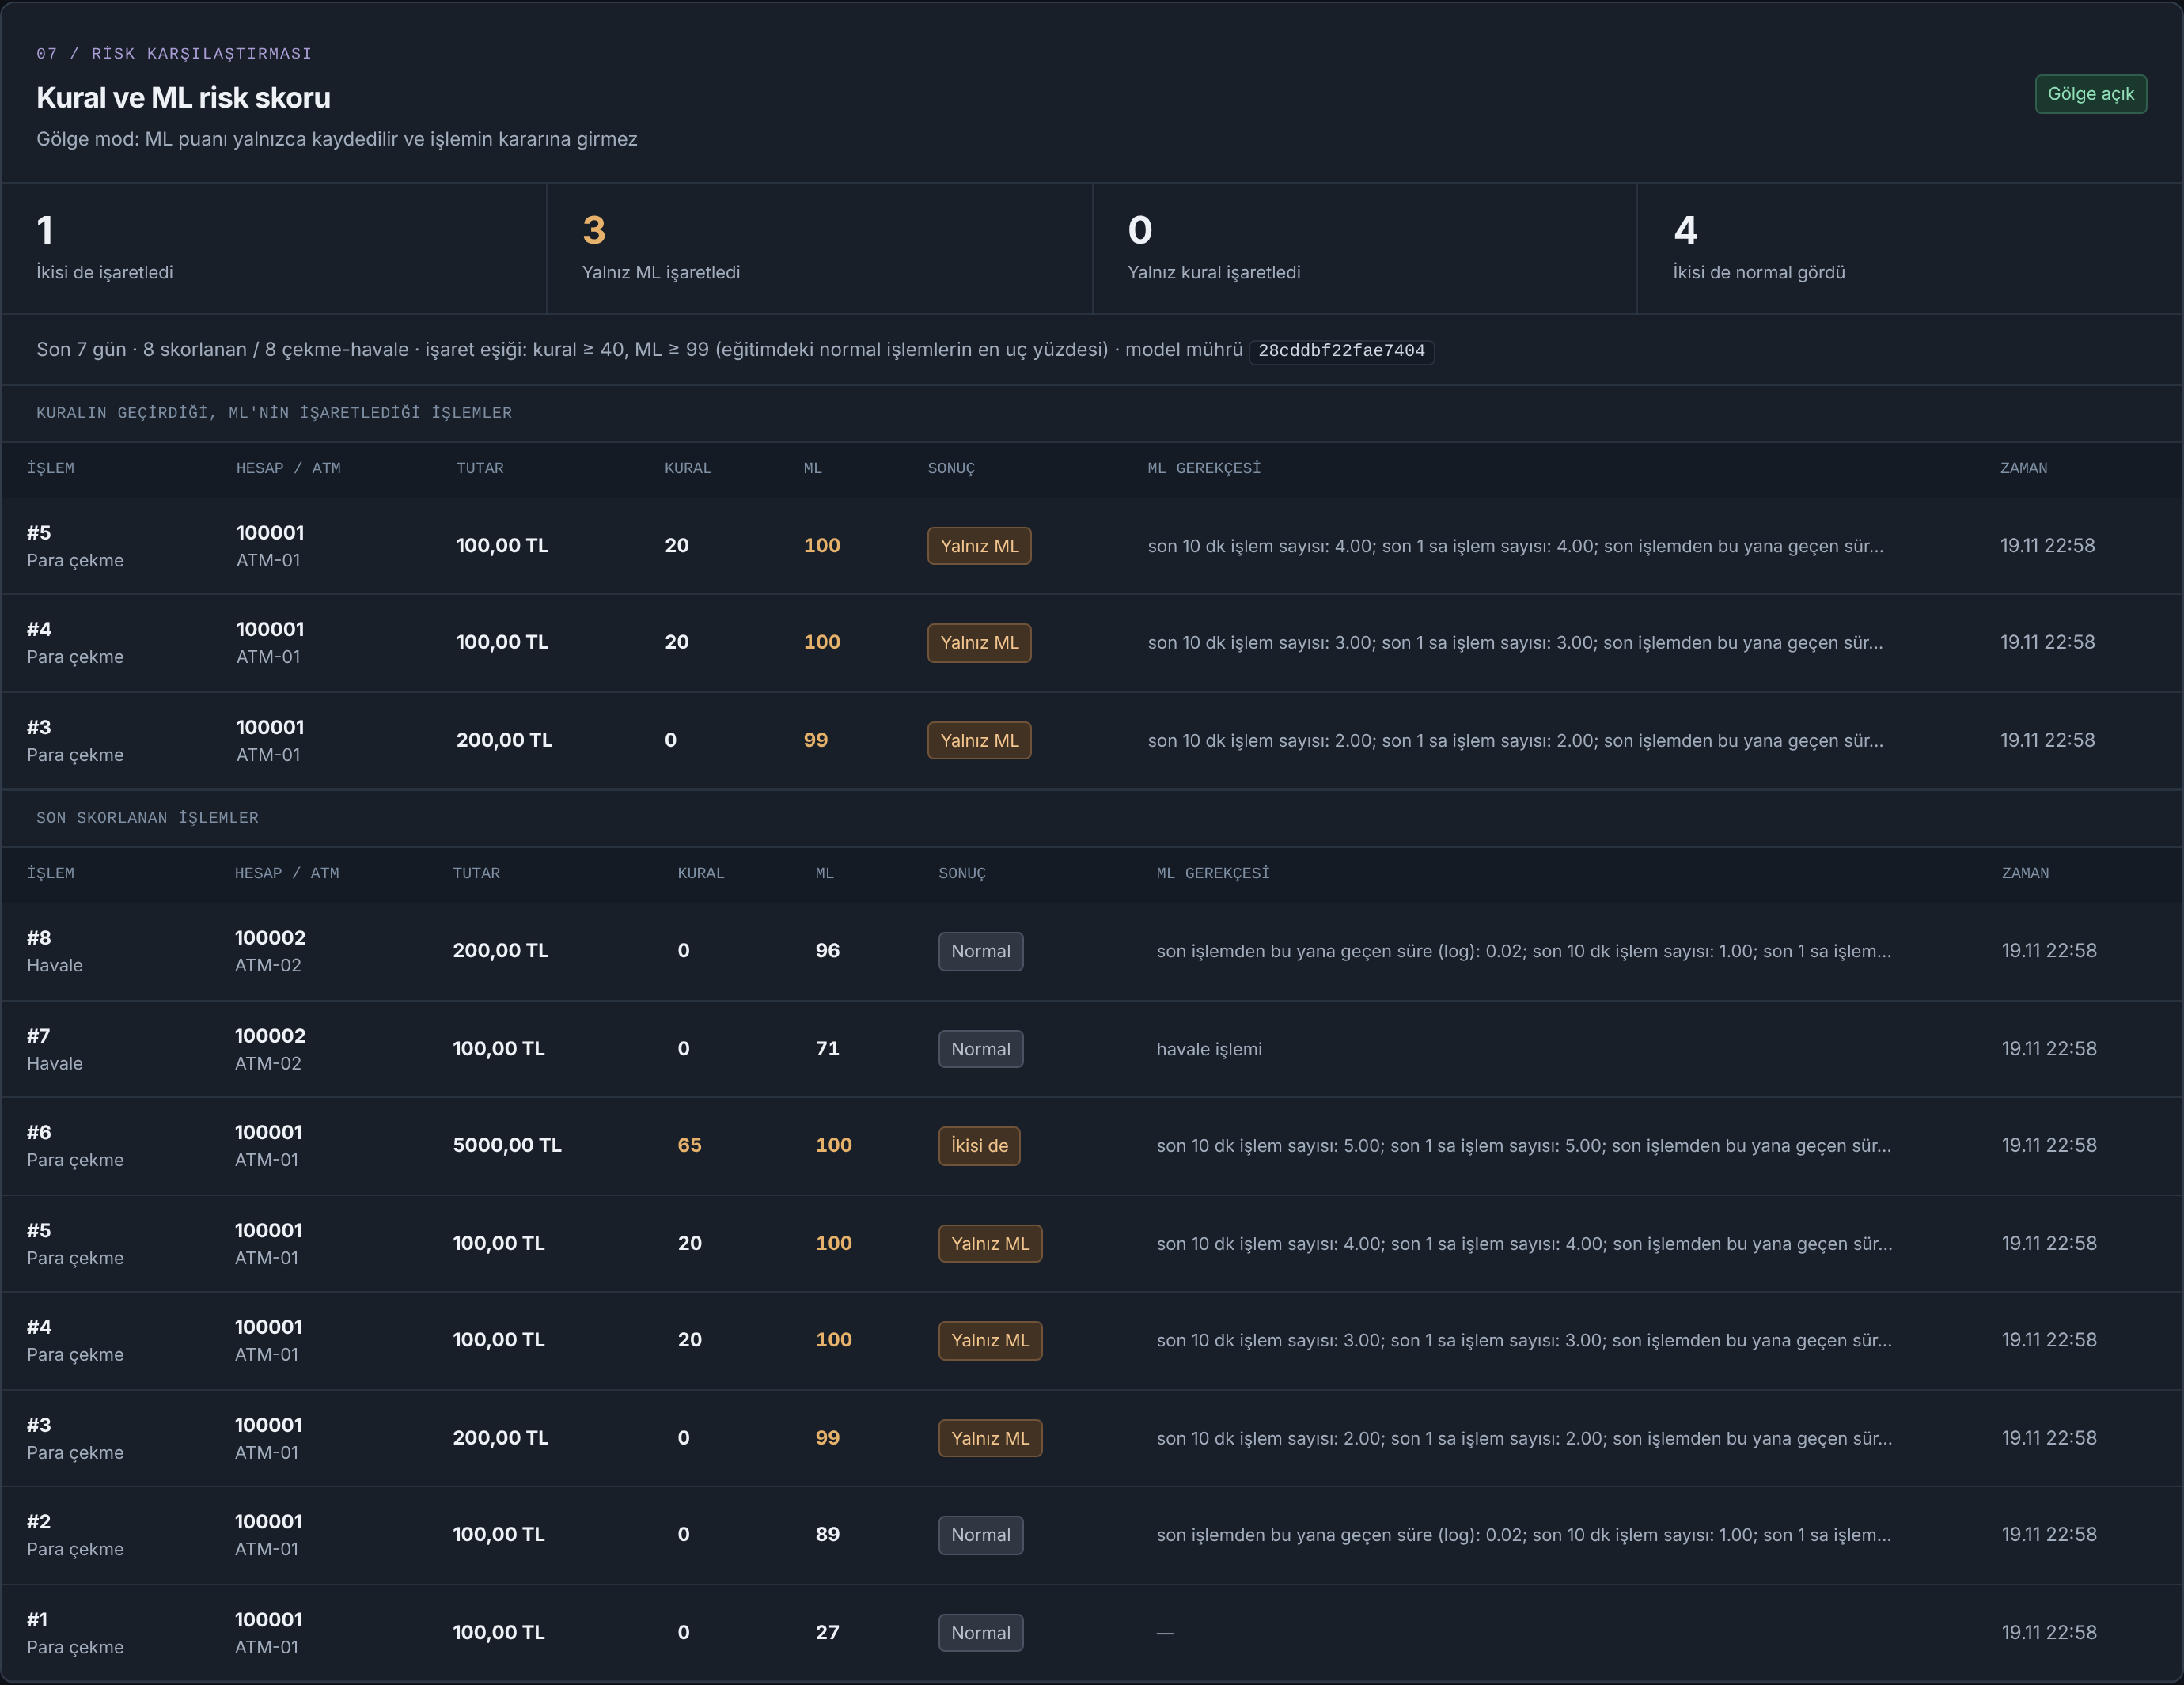 07 / RİSK KARŞILAŞTIRMASI
Kural ve ML risk skoru
Gölge mod: ML puanı yalnızca kaydedilir ve işlemin kararına girmez
Gölge açık
1
İkisi de işaretledi
3
Yalnız ML işaretledi
0
Yalnız kural işaretledi
4
İkisi de normal gördü
Son 7 gün · 8 skorlanan / 8 çekme-havale · işaret eşiği: kural ≥ 40, ML ≥ 99 (eğitimdeki normal işlemlerin en uç yüzdesi) · model mührü 28cddbf22fae7404
KURALIN GEÇİRDİĞİ, ML'NİN İŞARETLEDİĞİ İŞLEMLER
İŞLEM HESAP / ATM TUTAR KURAL ML SONUÇ ML GEREKÇESİ ZAMAN
#5 100001 100,00 TL 20 100 Yalnız ML son 10 dk işlem sayısı: 4.00; son 1 sa işlem sayısı: 4.00; son işlemden bu yana geçen sür... 19.11 22:58
Para çekme ATM-01
#4 100001 100,00 TL 20 100 Yalnız ML son 10 dk işlem sayısı: 3.00; son 1 sa işlem sayısı: 3.00; son işlemden bu yana geçen sür... 19.11 22:58
Para çekme ATM-01
#3 100001 200,00 TL 0 99 Yalnız ML son 10 dk işlem sayısı: 2.00; son 1 sa işlem sayısı: 2.00; son işlemden bu yana geçen sür... 19.11 22:58
Para çekme ATM-01
SON SKORLANAN İŞLEMLER
İŞLEM HESAP / ATM TUTAR KURAL ML SONUÇ ML GEREKÇESİ ZAMAN
#8 100002 200,00 TL 0 96 Normal son işlemden bu yana geçen süre (log): 0.02; son 10 dk işlem sayısı: 1.00; son 1 sa işlem... 19.11 22:58
Havale ATM-02
#7 100002 100,00 TL 0 71 Normal havale işlemi 19.11 22:58
Havale ATM-02
#6 100001 5000,00 TL 65 100 İkisi de son 10 dk işlem sayısı: 5.00; son 1 sa işlem sayısı: 5.00; son işlemden bu yana geçen sür... 19.11 22:58
Para çekme ATM-01
#5 100001 100,00 TL 20 100 Yalnız ML son 10 dk işlem sayısı: 4.00; son 1 sa işlem sayısı: 4.00; son işlemden bu yana geçen sür... 19.11 22:58
Para çekme ATM-01
#4 100001 100,00 TL 20 100 Yalnız ML son 10 dk işlem sayısı: 3.00; son 1 sa işlem sayısı: 3.00; son işlemden bu yana geçen sür... 19.11 22:58
Para çekme ATM-01
#3 100001 200,00 TL 0 99 Yalnız ML son 10 dk işlem sayısı: 2.00; son 1 sa işlem sayısı: 2.00; son işlemden bu yana geçen sür... 19.11 22:58
Para çekme ATM-01
#2 100001 100,00 TL 0 89 Normal son işlemden bu yana geçen süre (log): 0.02; son 10 dk işlem sayısı: 1.00; son 1 sa işlem... 19.11 22:58
Para çekme ATM-01
#1 100001 100,00 TL 0 27 Normal — 19.11 22:58
Para çekme ATM-01